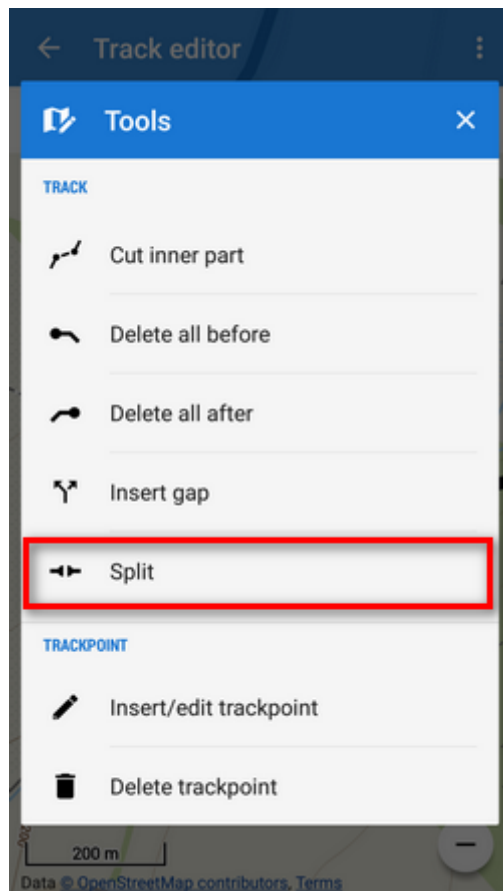 Track editor
Tools
TRACK
Cut inner part
Delete all before
Delete all after
Insert gap
Split
TRACKPOINT
Insert/edit trackpoint
Delete trackpoint
200
200 m
Data © OpenStreetMap contributors, Terms